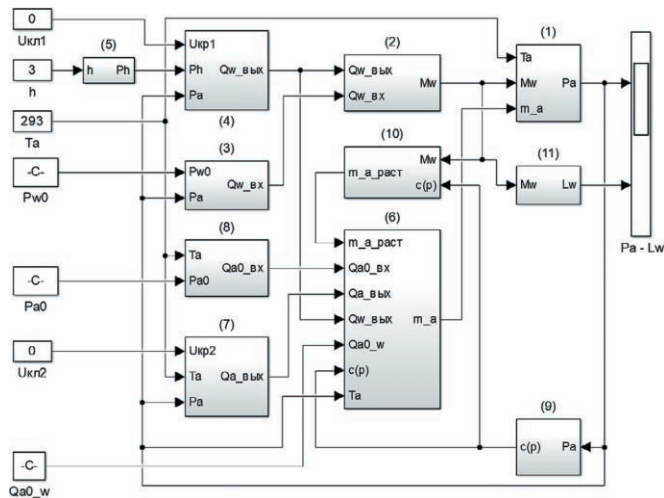 0
Uкл1
3
h
293
Ta
-C-
Pw0
-C-
Pa0
0
Uкл2
-C-
Qa0_w
(5)
h Ph
Uкр1
Ph Qw_вых
Pa
(4)
(3)
Pw0
Qw_вх
Pa
(8)
Ta
Qa0_вх
Pa0
(7)
Uкр2
Ta Qa_вых
Pa
(2)
Qw_вых
Mw
Qw_вх
(10)
Mw
m_a_раст
c(p)
(6)
m_a_раст
Qa0_вх
Qa_вых
Qw_вых m_a
Qa0_w
c(p)
Ta
(1)
Ta
Mw Pa
m_a
(11)
Mw Lw
(9)
c(p) Pa
Pa - Lw